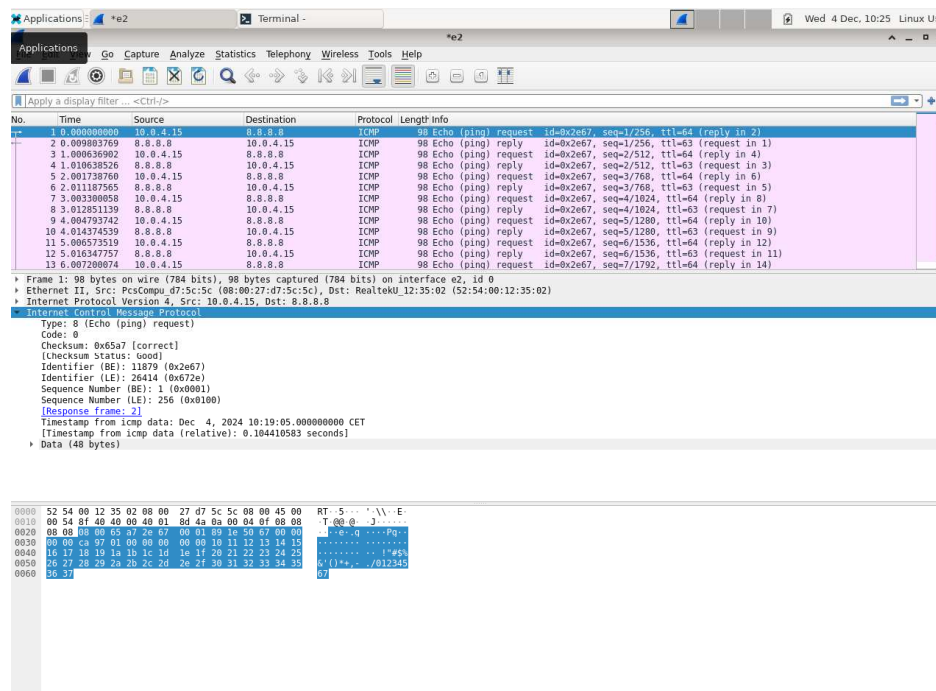 Applications *e2 Terminal - Wed 4 Dec, 10:25 Linux U
*e2
Applications
Go Capture Analyze Statistics Telephony Wireless Tools Help
Apply a display filter ... <Ctrl-/>
No. Time Source Destination Protocol Length Info
1 0.000000000 10.0.4.15 8.8.8.8 ICMP 98 Echo (ping) request id=0x2e67, seq=1/256, ttl=64 (reply in 2)
2 0.009803769 8.8.8.8 10.0.4.15 ICMP 98 Echo (ping) reply id=0x2e67, seq=1/256, ttl=63 (request in 1)
3 1.000636902 10.0.4.15 8.8.8.8 ICMP 98 Echo (ping) request id=0x2e67, seq=2/512, ttl=64 (reply in 4)
4 1.010638526 8.8.8.8 10.0.4.15 ICMP 98 Echo (ping) reply id=0x2e67, seq=2/512, ttl=63 (request in 3)
5 2.001738760 10.0.4.15 8.8.8.8 ICMP 98 Echo (ping) request id=0x2e67, seq=3/768, ttl=64 (reply in 6)
6 2.011187565 8.8.8.8 10.0.4.15 ICMP 98 Echo (ping) reply id=0x2e67, seq=3/768, ttl=63 (request in 5)
7 3.003300058 10.0.4.15 8.8.8.8 ICMP 98 Echo (ping) request id=0x2e67, seq=4/1024, ttl=64 (reply in 8)
8 3.012851139 8.8.8.8 10.0.4.15 ICMP 98 Echo (ping) reply id=0x2e67, seq=4/1024, ttl=63 (request in 7)
9 4.004793742 10.0.4.15 8.8.8.8 ICMP 98 Echo (ping) request id=0x2e67, seq=5/1280, ttl=64 (reply in 10)
10 4.014374539 8.8.8.8 10.0.4.15 ICMP 98 Echo (ping) reply id=0x2e67, seq=5/1280, ttl=63 (request in 9)
11 5.006573519 10.0.4.15 8.8.8.8 ICMP 98 Echo (ping) request id=0x2e67, seq=6/1536, ttl=64 (reply in 12)
12 5.016347757 8.8.8.8 10.0.4.15 ICMP 98 Echo (ping) reply id=0x2e67, seq=6/1536, ttl=63 (request in 11)
13 6.007200074 10.0.4.15 8.8.8.8 ICMP 98 Echo (ping) request id=0x2e67, seq=7/1792, ttl=64 (reply in 14)
Frame 1: 98 bytes on wire (784 bits), 98 bytes captured (784 bits) on interface e2, id 0
Ethernet II, Src: PcsCompu_d7:5c:5c (08:00:27:d7:5c:5c), Dst: RealtekU_12:35:02 (52:54:00:12:35:02)
Internet Protocol Version 4, Src: 10.0.4.15, Dst: 8.8.8.8
Internet Control Message Protocol
Type: 8 (Echo (ping) request)
Code: 0
Checksum: 0x65a7 [correct]
[Checksum Status: Good]
Identifier (BE): 11879 (0x2e67)
Identifier (LE): 26414 (0x672e)
Sequence Number (BE): 1 (0x0001)
Sequence Number (LE): 256 (0x0100)
[Response frame: 2]
Timestamp from icmp data: Dec 4, 2024 10:19:05.000000000 CET
[Timestamp from icmp data (relative): 0.104410583 seconds]
Data (48 bytes)
0000 52 54 00 12 35 02 08 00 27 d7 5c 5c 08 00 45 00 RT··5···'·\\··E·
0010 00 54 8f 40 40 00 40 01 8d 4a 0a 00 04 0f 08 08 ·T·@@·@··J······
0020 08 08 08 00 65 a7 2e 67 00 01 89 1e 50 67 00 00 ····e·.g····Pg··
0030 00 00 ca 97 01 00 00 00 00 00 10 11 12 13 14 15 ················
0040 16 17 18 19 1a 1b 1c 1d 1e 1f 20 21 22 23 24 25 ·········· !"#$%
0050 26 27 28 29 2a 2b 2c 2d 2e 2f 30 31 32 33 34 35 &'()*+,-./012345
0060 36 37 67